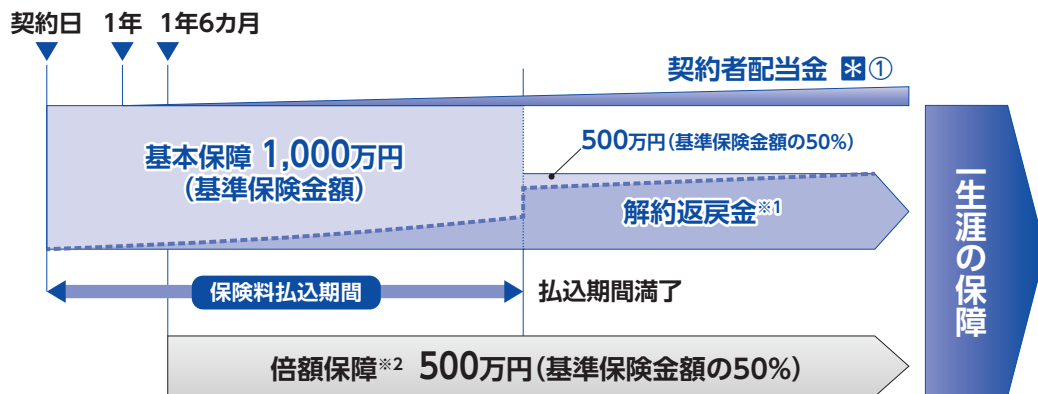 契約日 1年 1年6カ月
契約者配当金 *①
基本保障 1,000万円
(基準保険金額)
500万円(基準保険金額の50%)
解約返戻金※1
保険料払込期間
払込期間満了
倍額保障※2 500万円(基準保険金額の50%)
一生涯の保障